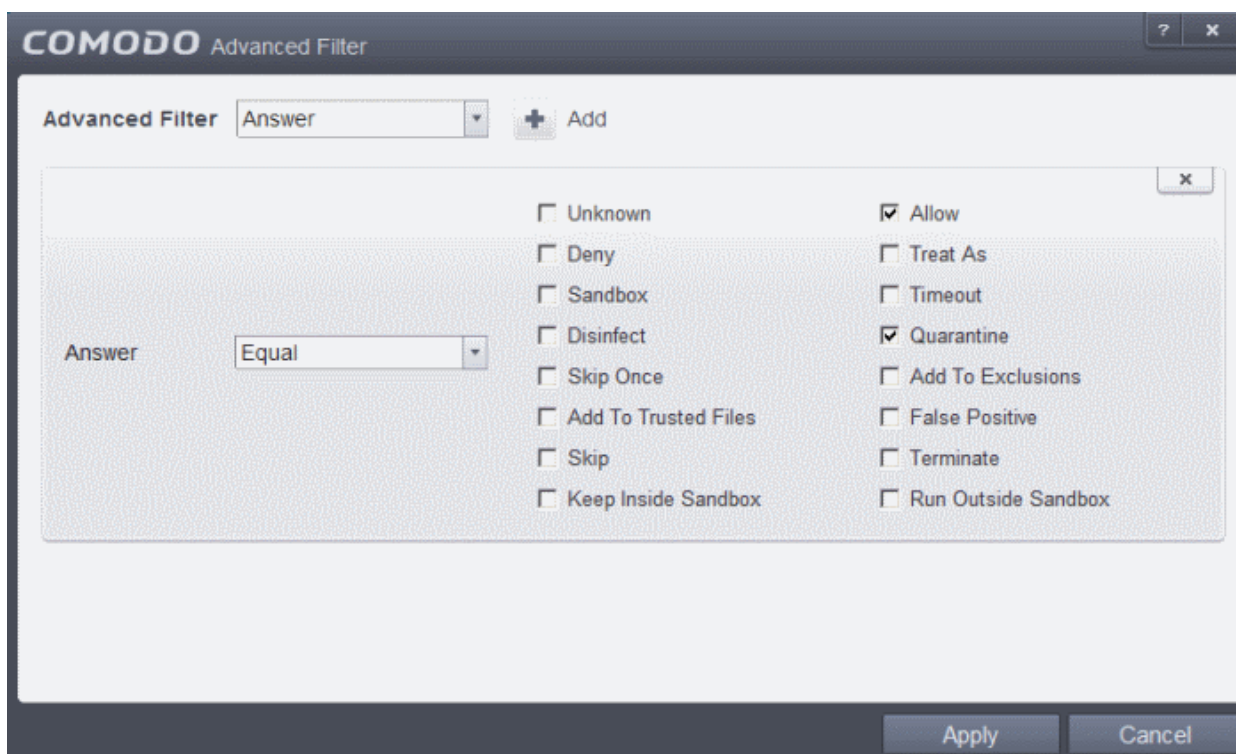 COMODO Advanced Filter ? x
Advanced Filter Answer + Add
x
Unknown Allow
Deny Treat As
Sandbox Timeout
Disinfect Quarantine
Answer Equal
Skip Once Add To Exclusions
Add To Trusted Files False Positive
Skip Terminate
Keep Inside Sandbox Run Outside Sandbox
Apply Cancel